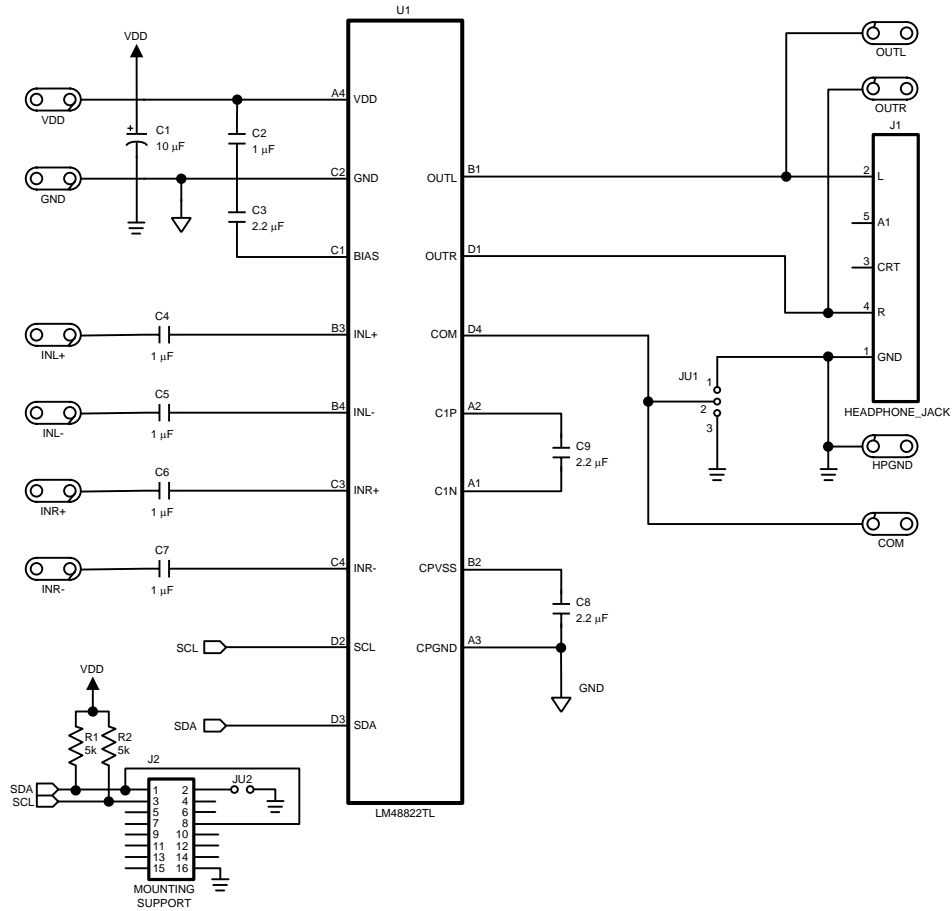 U1
VDD
VDD
C1
10 µF
+
GND
C2
1 µF
C3
2.2 µF
A4 VDD
C2 GND
C1 BIAS
B3 INL+
B4 INL-
C3 INR+
C4 INR-
D2 SCL
D3 SDA
OUTL B1
OUTR D1
COM D4
C1P A2
C1N A1
CPVSS B2
CPGND A3
LM48822TL
INL+
C4
1 µF
INL-
C5
1 µF
INR+
C6
1 µF
INR-
C7
1 µF
SCL
SDA
C9
2.2 µF
C8
2.2 µF
GND
OUTL
OUTR
J1
2 L
5 A1
3 CRT
4 R
1 GND
HEADPHONE_JACK
JU1
1
2
3
HPGND
COM
VDD
R1
5k
R2
5k
SDA
SCL
J2
JU2
1 2
3 4
5 6
7 8
9 10
11 12
13 14
15 16
MOUNTING
SUPPORT